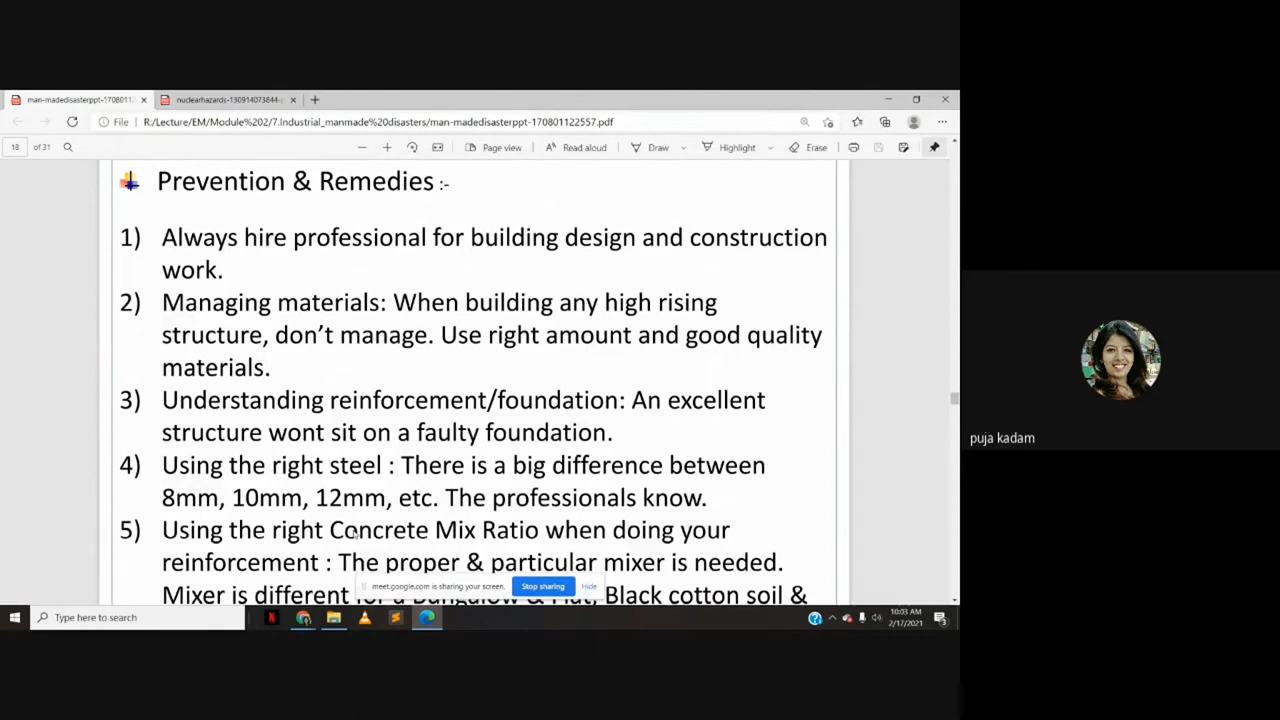 man-madedisasterppt-1708011
nuclearhazards-130914073844-p
File
R:/Lecture/EM/Module%202/7.Industrial_manmade%20disasters/man-madedisasterppt-170801122557.pdf
18 of 31
Page view
Read aloud
Draw
Highlight
Erase
Prevention & Remedies :-
1) Always hire professional for building design and construction
work.
2) Managing materials: When building any high rising
structure, don’t manage. Use right amount and good quality
materials.
3) Understanding reinforcement/foundation: An excellent
structure wont sit on a faulty foundation.
4) Using the right steel : There is a big difference between
8mm, 10mm, 12mm, etc. The professionals know.
5) Using the right Concrete Mix Ratio when doing your
reinforcement : The proper & particular mixer is needed.
Mixer is different for a Bungalow & Flat, Black cotton soil &
meet.google.com is sharing your screen.
Stop sharing
Hide
puja kadam
Type here to search
10:03 AM
2/17/2021
3